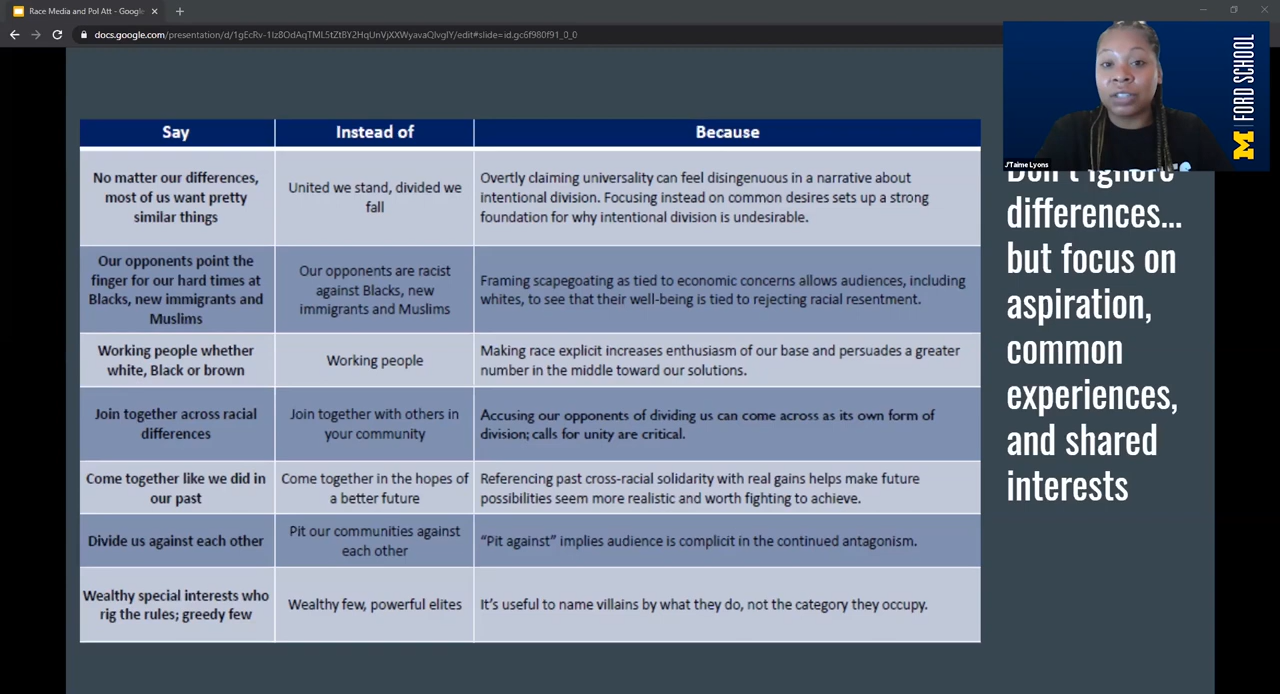 Race Media and Pol Att - Google
docs.google.com/presentation/d/1gEcRv-1Iz8OdAqTML5tZtBY2HqUnVjXXWyavaQlvgIY/edit#slide=id.gc6f980f91_0_0
FORD SCHOOL
M
J'Taime Lyons
Say
Instead of
Because
No matter our differences,
most of us want pretty
similar things
United we stand, divided we
fall
Overtly claiming universality can feel disingenuous in a narrative about
intentional division. Focusing instead on common desires sets up a strong
foundation for why intentional division is undesirable.
Our opponents point the
finger for our hard times at
Blacks, new immigrants and
Muslims
Our opponents are racist
against Blacks, new
immigrants and Muslims
Framing scapegoating as tied to economic concerns allows audiences, including
whites, to see that their well-being is tied to rejecting racial resentment.
Working people whether
white, Black or brown
Working people
Making race explicit increases enthusiasm of our base and persuades a greater
number in the middle toward our solutions.
Join together across racial
differences
Join together with others in
your community
Accusing our opponents of dividing us can come across as its own form of
division; calls for unity are critical.
Come together like we did in
our past
Come together in the hopes of
a better future
Referencing past cross-racial solidarity with real gains helps make future
possibilities seem more realistic and worth fighting to achieve.
Divide us against each other
Pit our communities against
each other
“Pit against” implies audience is complicit in the continued antagonism.
Wealthy special interests who
rig the rules; greedy few
Wealthy few, powerful elites
It’s useful to name villains by what they do, not the category they occupy.
Don't ignore
differences...
but focus on
aspiration,
common
experiences,
and shared
interests